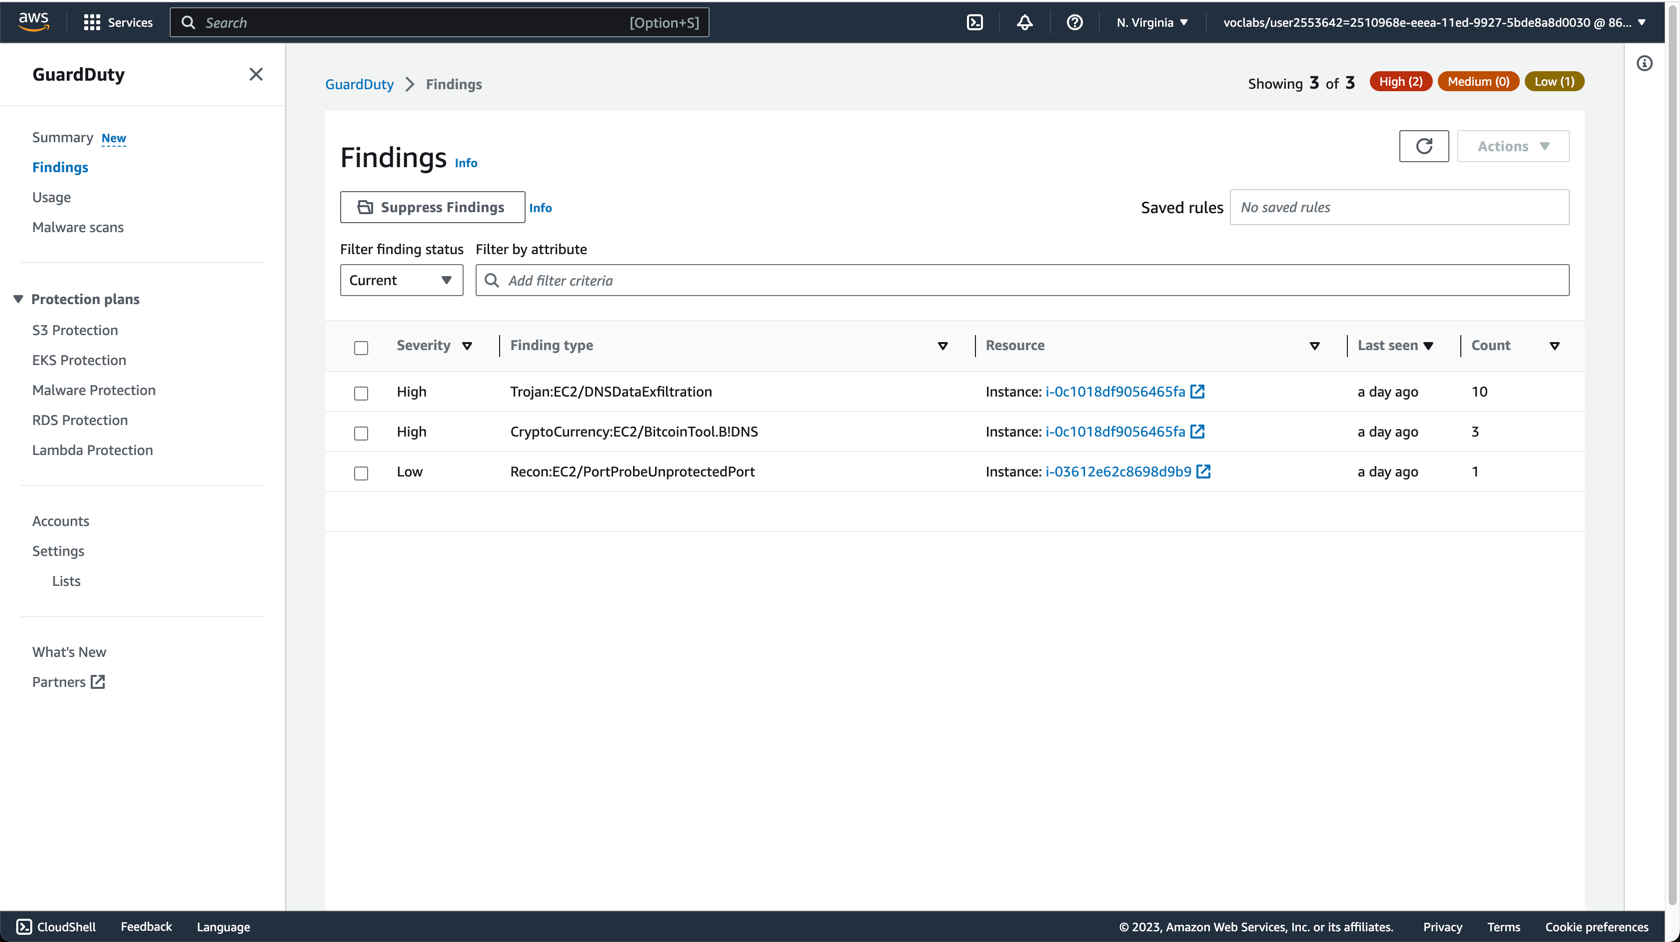 aws
Services
Search
[Option+S]
N. Virginia
voclabs/user2553642=2510968e-eeea-11ed-9927-5bde8a8d0030 @ 86...
GuardDuty
Summary New
Findings
Usage
Malware scans
Protection plans
S3 Protection
EKS Protection
Malware Protection
RDS Protection
Lambda Protection
Accounts
Settings
Lists
What's New
Partners
GuardDuty > Findings
Showing 3 of 3 High (2) Medium (0) Low (1)
Findings Info
Actions
Suppress Findings Info
Saved rules No saved rules
Filter finding status Filter by attribute
Current Add filter criteria
Severity Finding type Resource Last seen Count
High Trojan:EC2/DNSDataExfiltration Instance: i-0c1018df9056465fa a day ago 10
High CryptoCurrency:EC2/BitcoinTool.B!DNS Instance: i-0c1018df9056465fa a day ago 3
Low Recon:EC2/PortProbeUnprotectedPort Instance: i-03612e62c8698d9b9 a day ago 1
CloudShell Feedback Language © 2023, Amazon Web Services, Inc. or its affiliates. Privacy Terms Cookie preferences